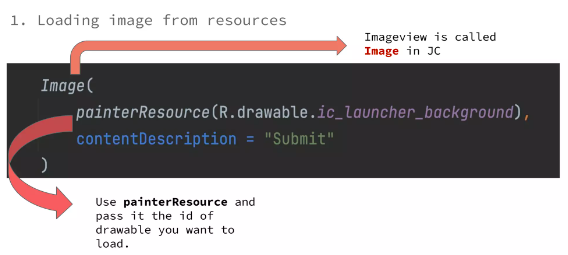 1. Loading image from resources
Imageview is called
Image in JC
Image(
painterResource(R.drawable.ic_launcher_background),
contentDescription = "Submit"
)
Use painterResource and
pass it the id of
drawable you want to
load.